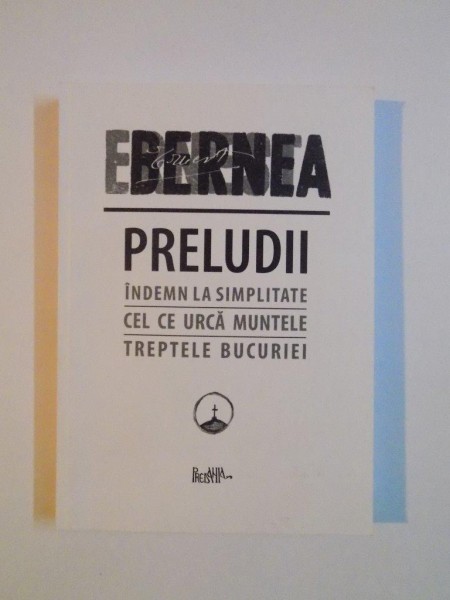 EBERNEA
PRELUDII
ÎNDEMN LA SIMPLITATE
CEL CE URCĂ MUNTELE
TREPTELE BUCURIEI